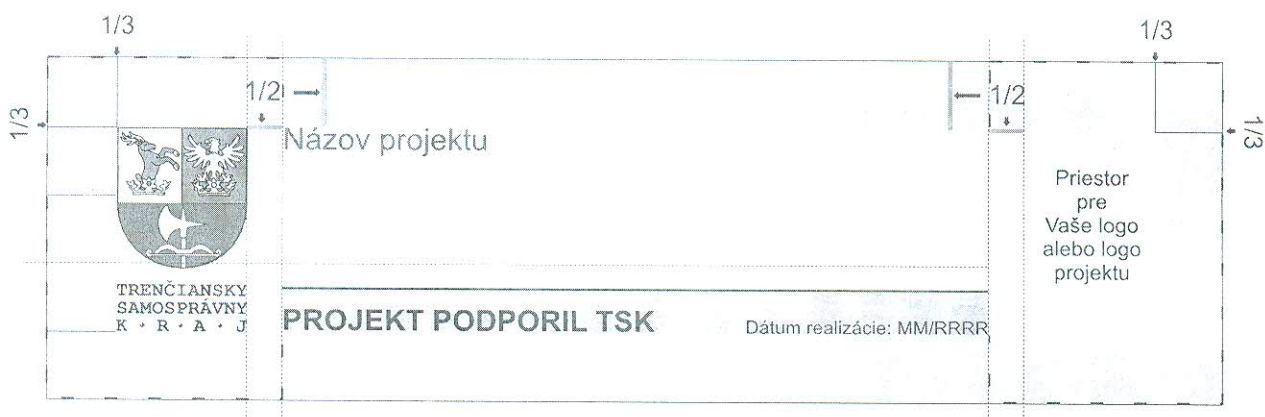 1/3
1/3
1/2
1/2
1/3
1/3
Názov projektu
Priestor
pre
Vaše logo
alebo logo
projektu
TRENČIANSKY
SAMOSPRÁVNY
K · R · A · J
PROJEKT PODPORIL TSK
Dátum realizácie: MM/RRRR